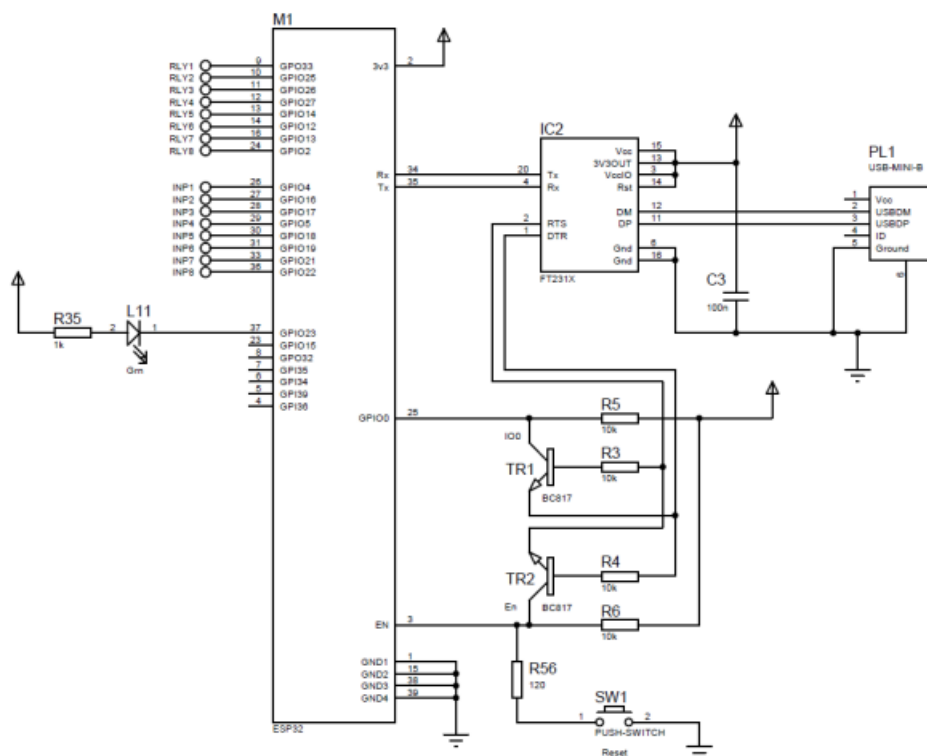 M1
RLY1 9 GPO33
RLY2 10 GPIO25
RLY3 11 GPIO26
RLY4 12 GPIO27
RLY5 13 GPIO14
RLY6 14 GPIO12
RLY7 16 GPIO13
RLY8 24 GPIO2
3v3 2
INP1 26 GPIO4
INP2 27 GPIO16
INP3 28 GPIO17
INP4 29 GPIO5
INP5 30 GPIO18
INP6 31 GPIO19
INP7 33 GPIO21
INP8 36 GPIO22
Rx 34
Tx 35
R35
1k
L11
2 1
Grn
37 GPIO23
23 GPIO15
8 GPO32
7 GPI35
6 GPI34
5 GPI39
4 GPI36
GPIO0 25
EN 3
GND1 1
GND2 15
GND3 38
GND4 39
ESP32
IC2
20 Tx
4 Rx
2 RTS
1 DTR
Vcc 15
3V3OUT 13
VccIO 3
Rst 14
DM 12
DP 11
Gnd 6
Gnd 16
FT231X
C3
100n
PL1
USB-MINI-B
1 Vcc
2 USBDM
3 USBDP
4 ID
5 Ground
6
IO0
R5
10k
R3
10k
TR1
BC817
TR2
BC817
R4
10k
En
R6
10k
R56
120
SW1
1 2
PUSH-SWITCH
Reset